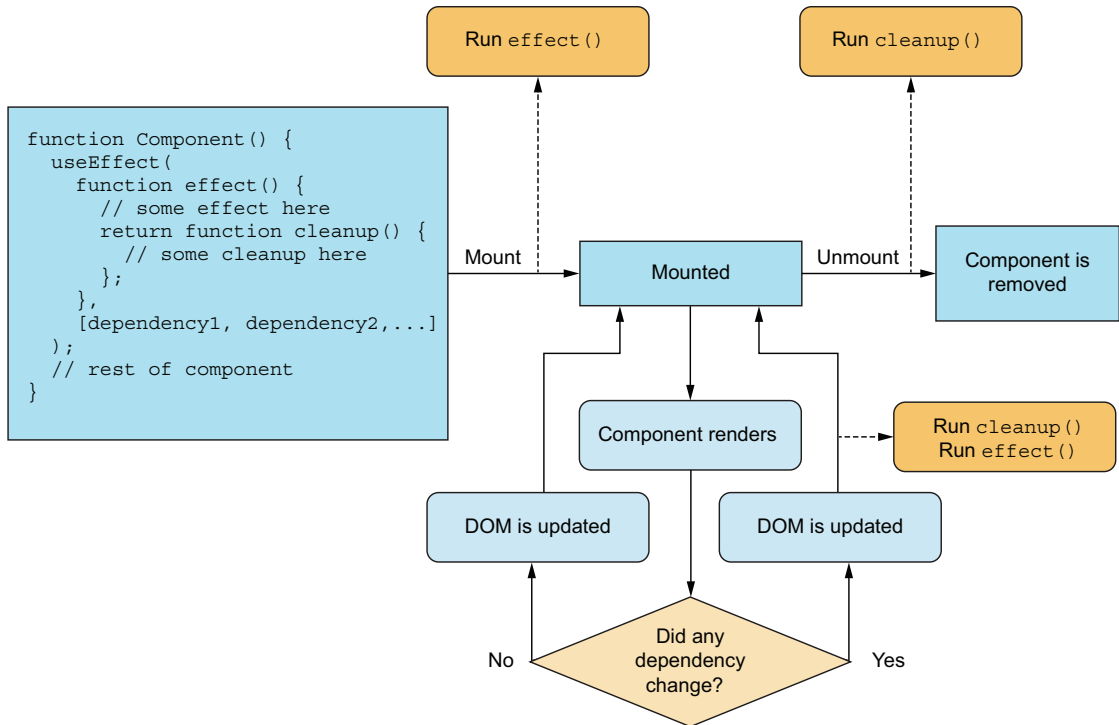 Run effect()
Run cleanup()
function Component() {
  useEffect(
    function effect() {
      // some effect here
      return function cleanup() {
        // some cleanup here
      };
    },
    [dependency1, dependency2,...]
  );
  // rest of component
}
Mount
Mounted
Unmount
Component is
removed
Component renders
Run cleanup()
Run effect()
DOM is updated
DOM is updated
Did any
dependency
change?
No
Yes